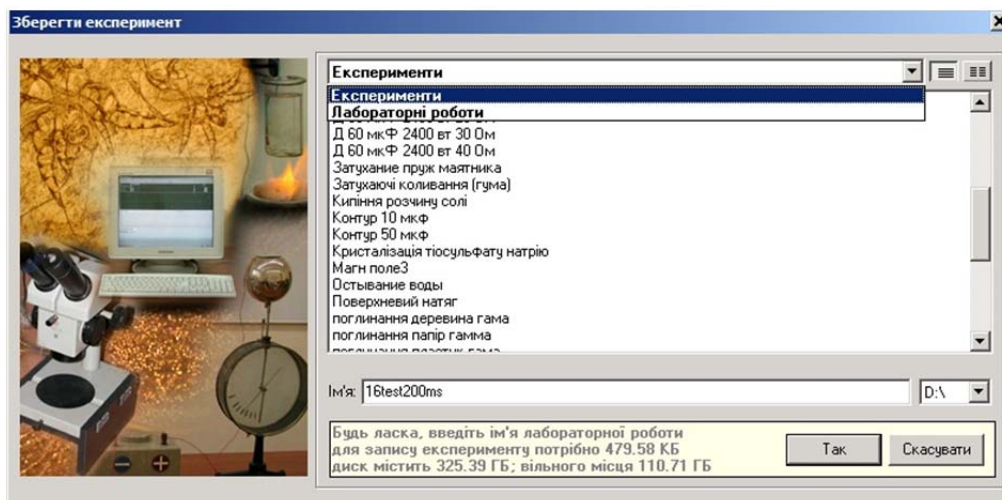 Зберегти експеримент
Експерименти
Експерименти
Лабораторні роботи
Д 60 мкФ 2400 вт 30 Ом
Д 60 мкФ 2400 вт 40 Ом
Затухание пруж маятника
Затухаючі коливання (гума)
Кипіння розчину солі
Контур 10 мкф
Контур 50 мкф
Кристалізація тіосульфату натрію
Магн поле3
Остывание воды
Поверхневий натяг
поглинання деревина гама
поглинання папір гамма
Ім'я: 16test200ms D:\
Будь ласка, введіть ім'я лабораторної роботи
для запису експерименту потрібно 479.58 КБ
диск містить 325.39 ГБ; вільного місця 110.71 ГБ
Так Скасувати